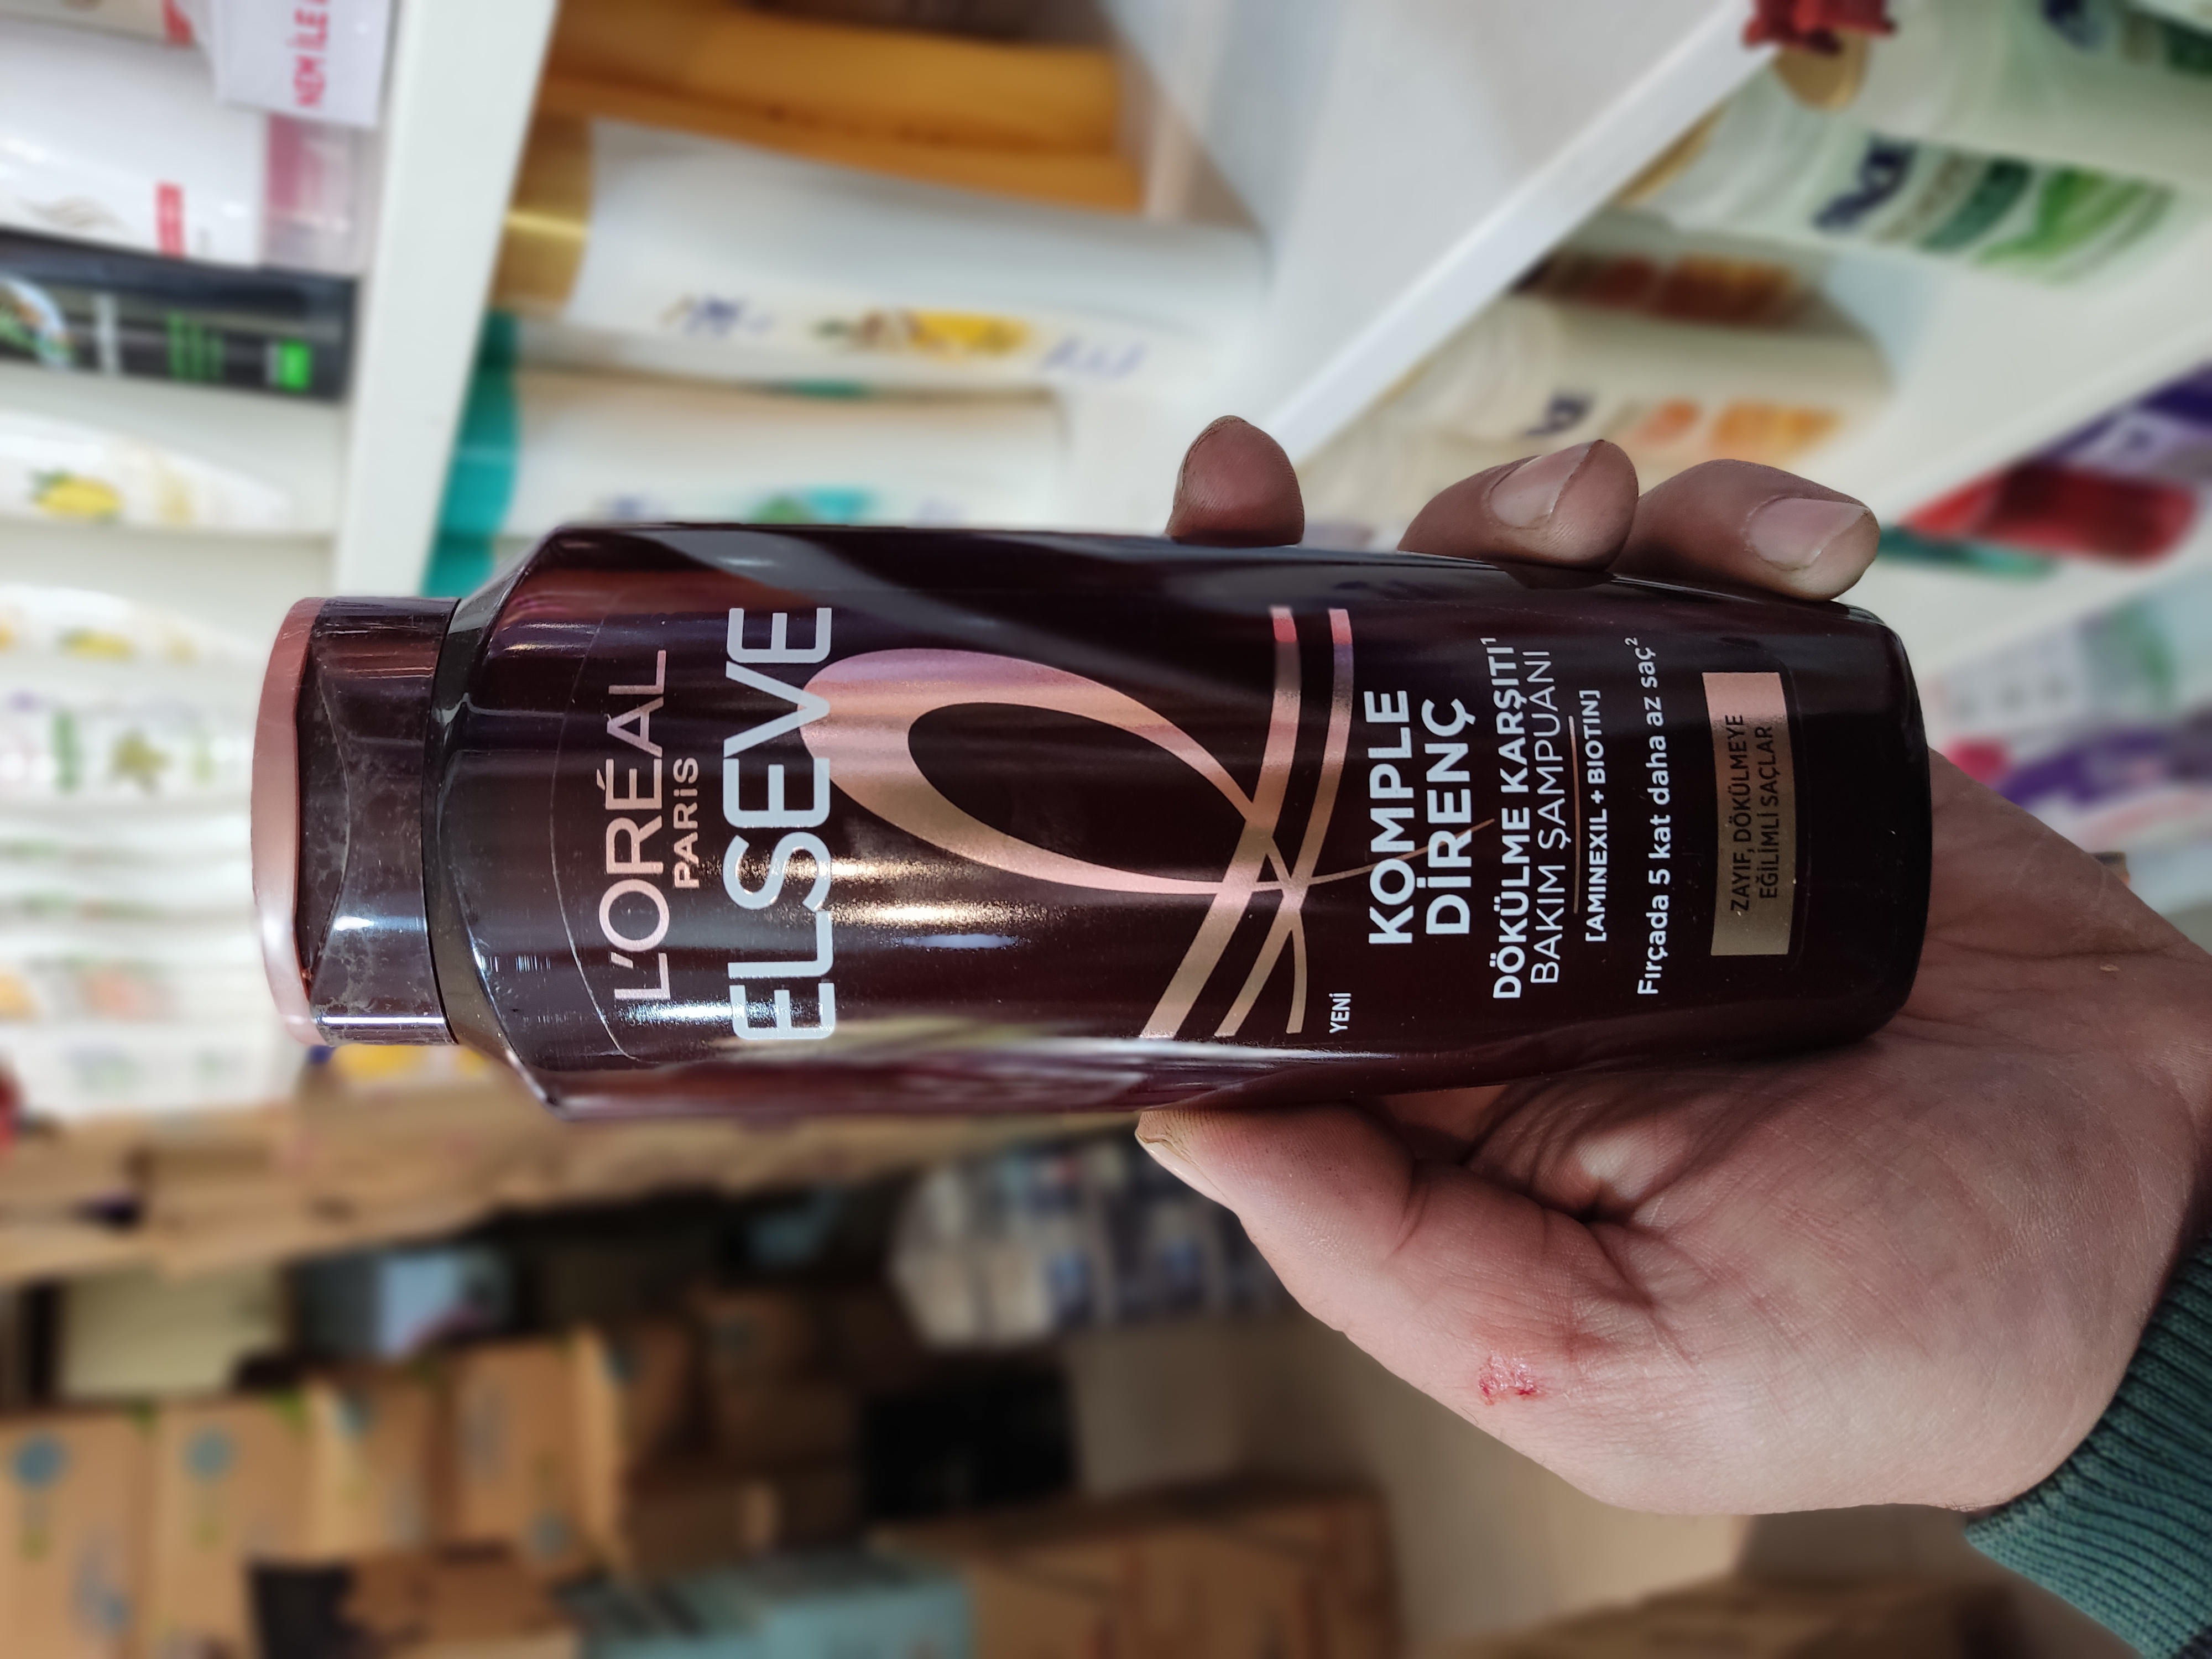 L'ORÉAL
PARİS
ELSEVE
YENİ
KOMPLE
DİRENÇ
DÖKÜLME KARŞITI¹
BAKIM ŞAMPUANI
[AMINEXIL + BIOTIN]
Fırçada 5 kat daha az saç²
ZAYIF, DÖKÜLMEYE
EĞİLİMLİ SAÇLAR